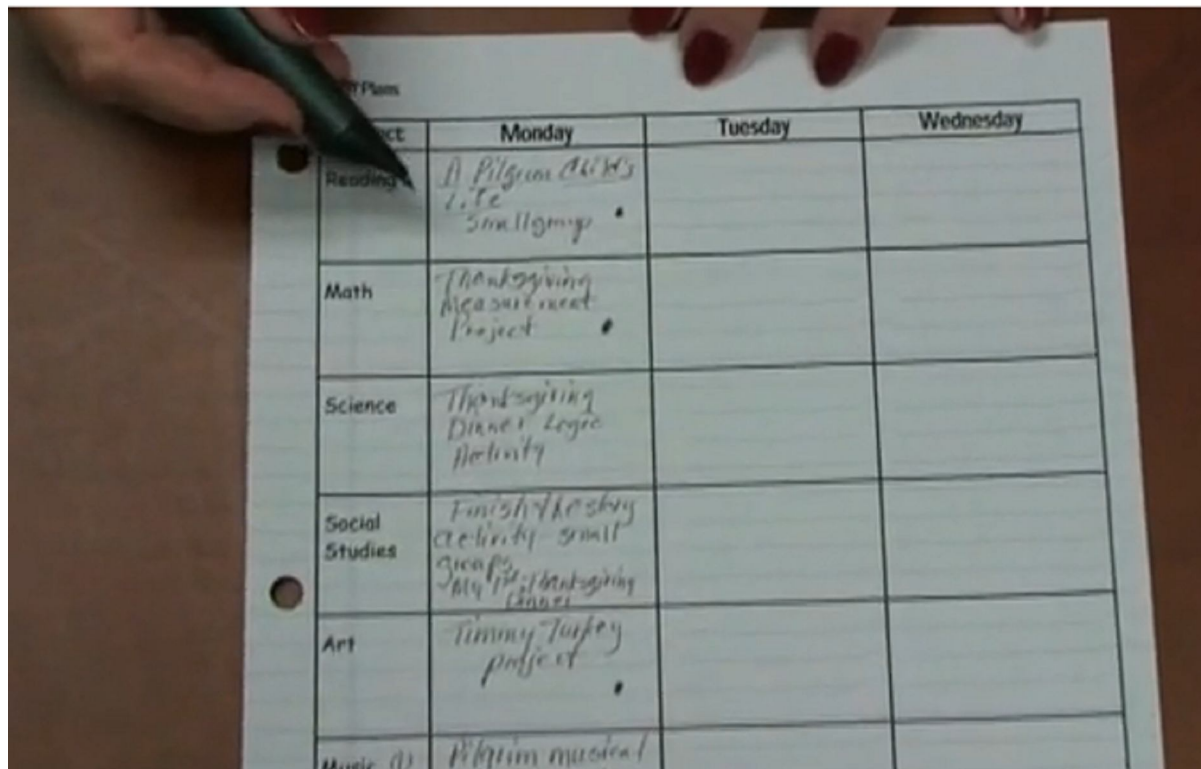 Plans
Monday
Tuesday
Wednesday
Reading
A Pilgrim Child's
Life
Small group
Math
Thanksgiving
Measurement
Project
Science
Thanksgiving
Dinner Logic
Activity
Social
Studies
Finish the story
activity small
groups
My 1st Thanksgiving
Dinner
Art
Timmy Turkey
project
Music
Pilgrim musical